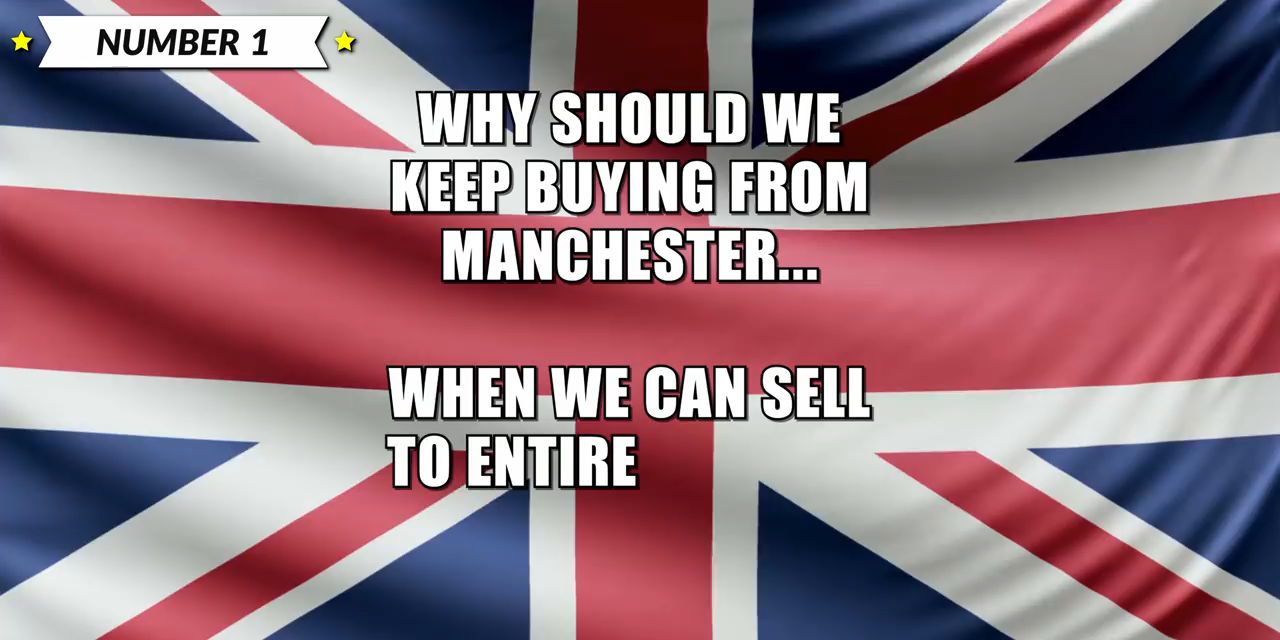 NUMBER 1
WHY SHOULD WE
KEEP BUYING FROM
MANCHESTER...
WHEN WE CAN SELL
TO ENTIRE